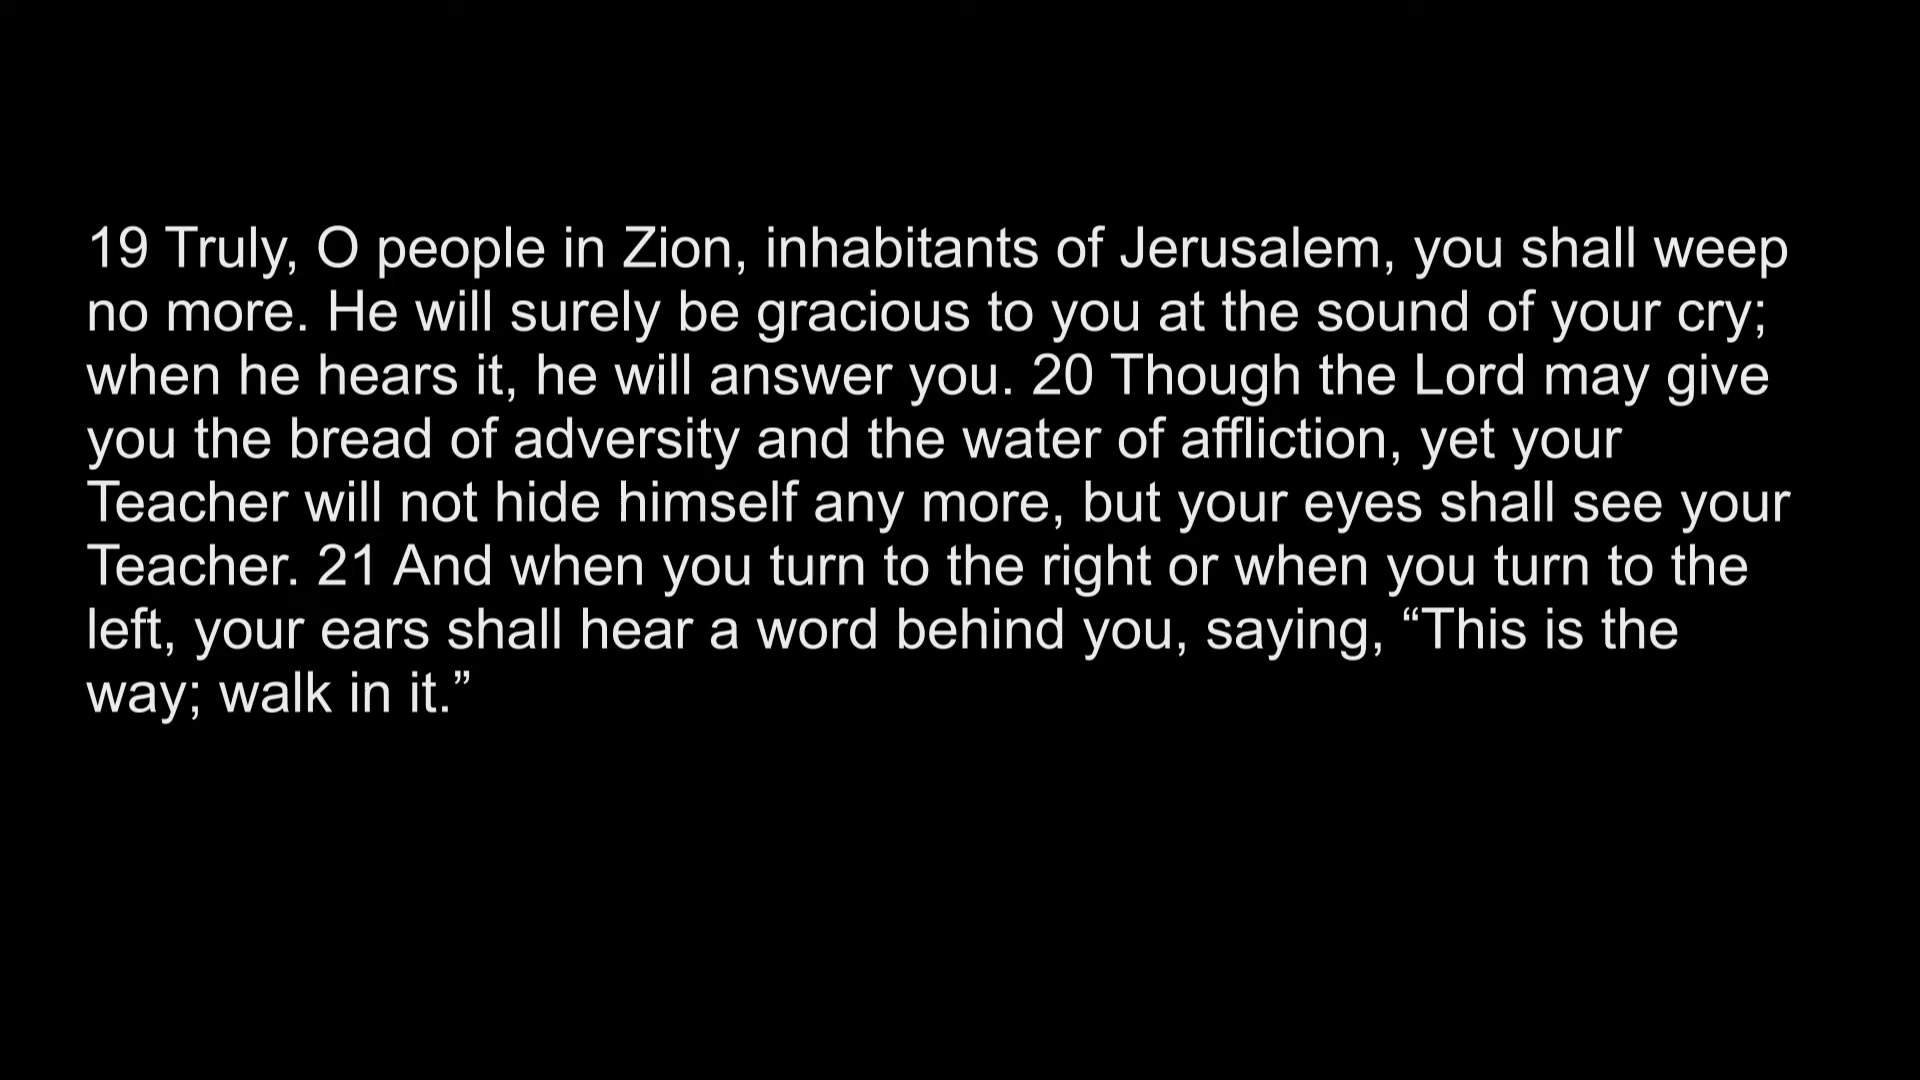 19 Truly, O people in Zion, inhabitants of Jerusalem, you shall weep
no more. He will surely be gracious to you at the sound of your cry;
when he hears it, he will answer you. 20 Though the Lord may give
you the bread of adversity and the water of affliction, yet your
Teacher will not hide himself any more, but your eyes shall see your
Teacher. 21 And when you turn to the right or when you turn to the
left, your ears shall hear a word behind you, saying, “This is the
way; walk in it.”